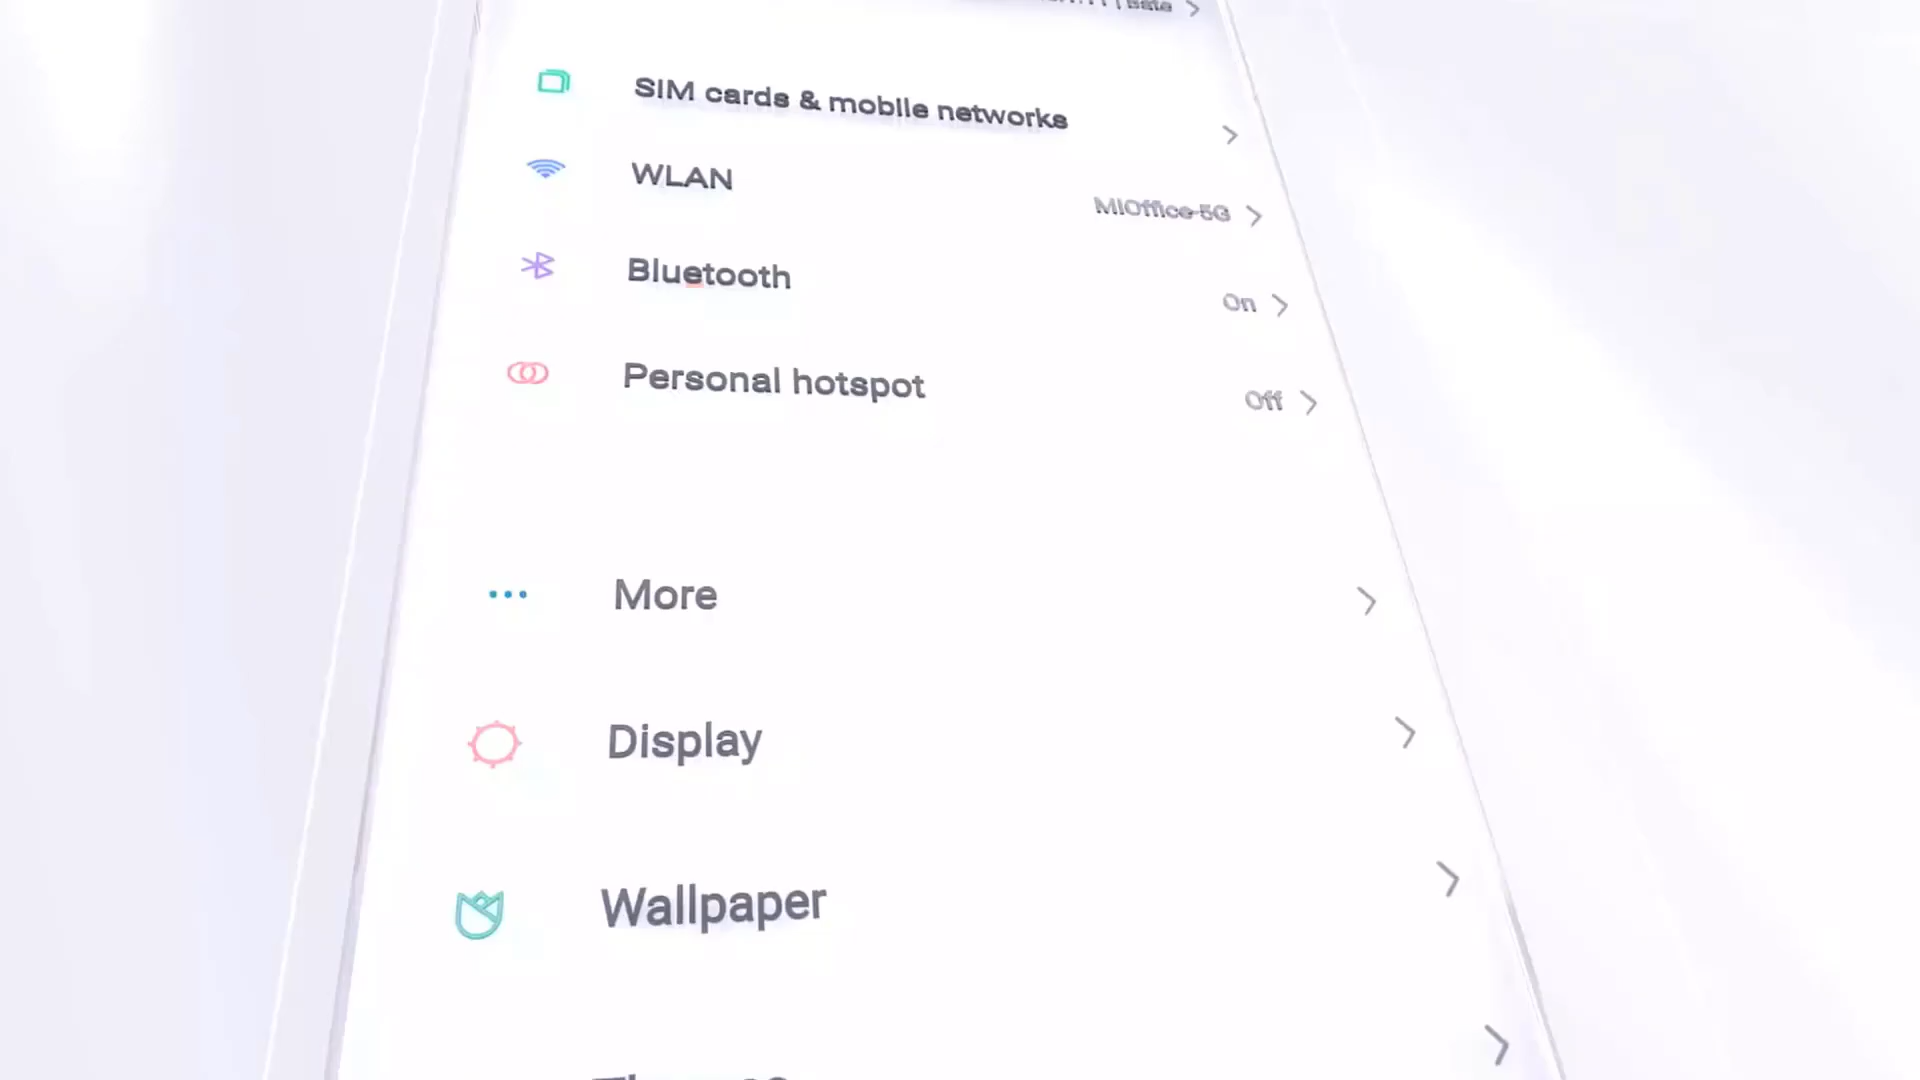 SIM cards & mobile networks
WLAN
MIOffice-5G
Bluetooth
On
Personal hotspot
Off
More
Display
Wallpaper